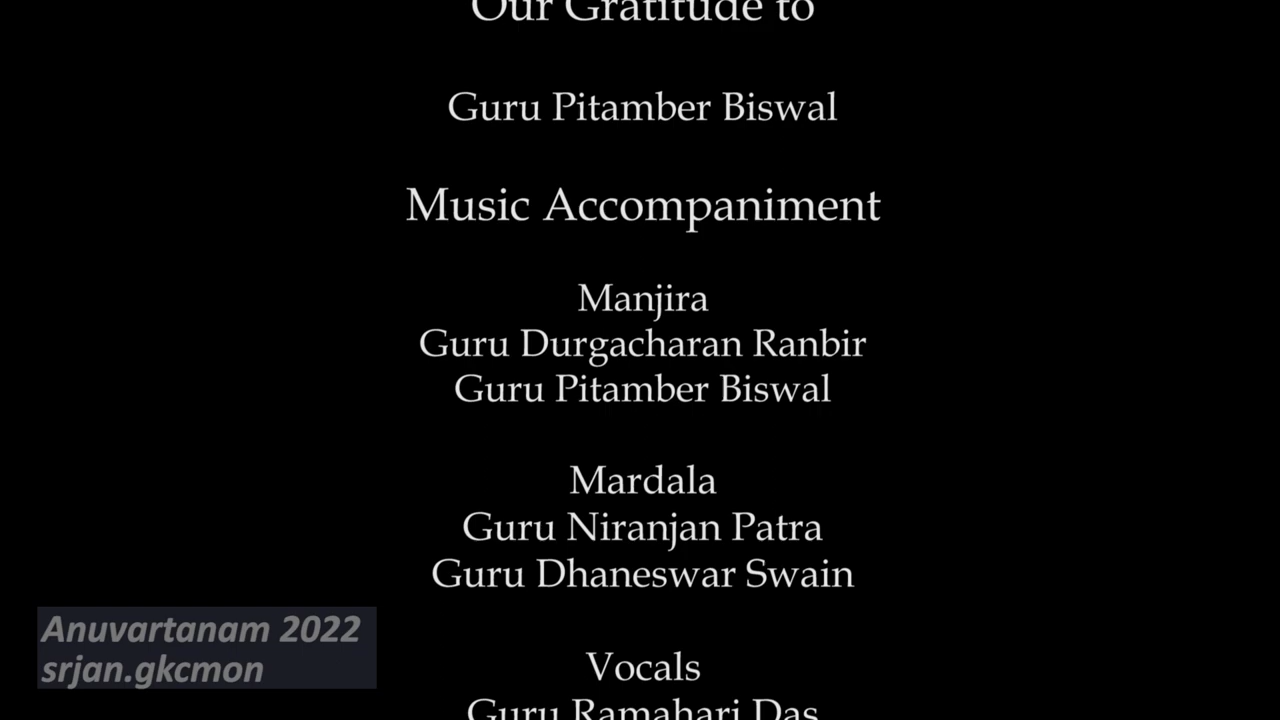 Our Gratitude to
Guru Pitamber Biswal
Music Accompaniment
Manjira
Guru Durgacharan Ranbir
Guru Pitamber Biswal
Mardala
Guru Niranjan Patra
Guru Dhaneswar Swain
Vocals
Guru Ramahari Das
Anuvartanam 2022
srjan.gkcmon